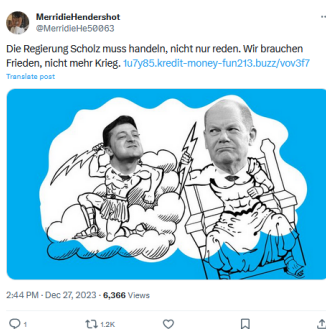 MerridieHendershot
@MerridieHe50063
Die Regierung Scholz muss handeln, nicht nur reden. Wir brauchen
Frieden, nicht mehr Krieg. 1u7y85.kredit-money-fun213.buzz/vov3f7
Translate post
2:44 PM · Dec 27, 2023 · 6,366 Views
1 1.2K